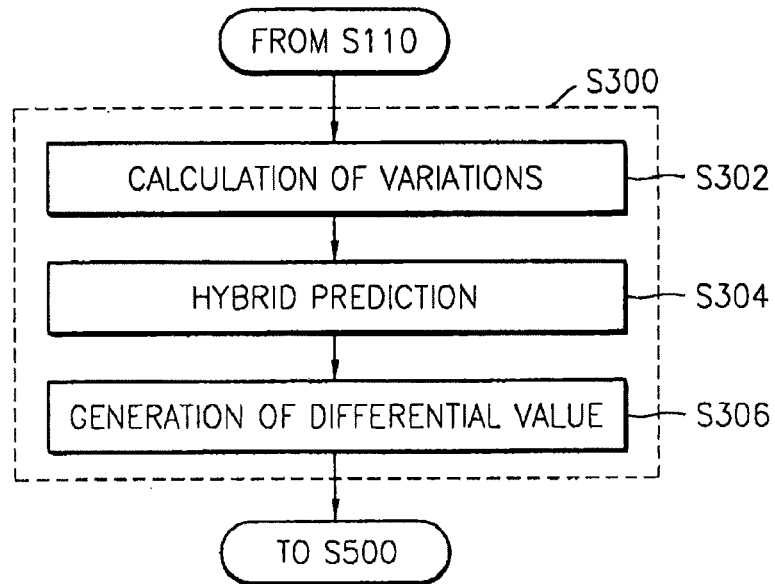 FROM S110
S300
CALCULATION OF VARIATIONS
S302
HYBRID PREDICTION
S304
GENERATION OF DIFFERENTIAL VALUE
S306
TO S500